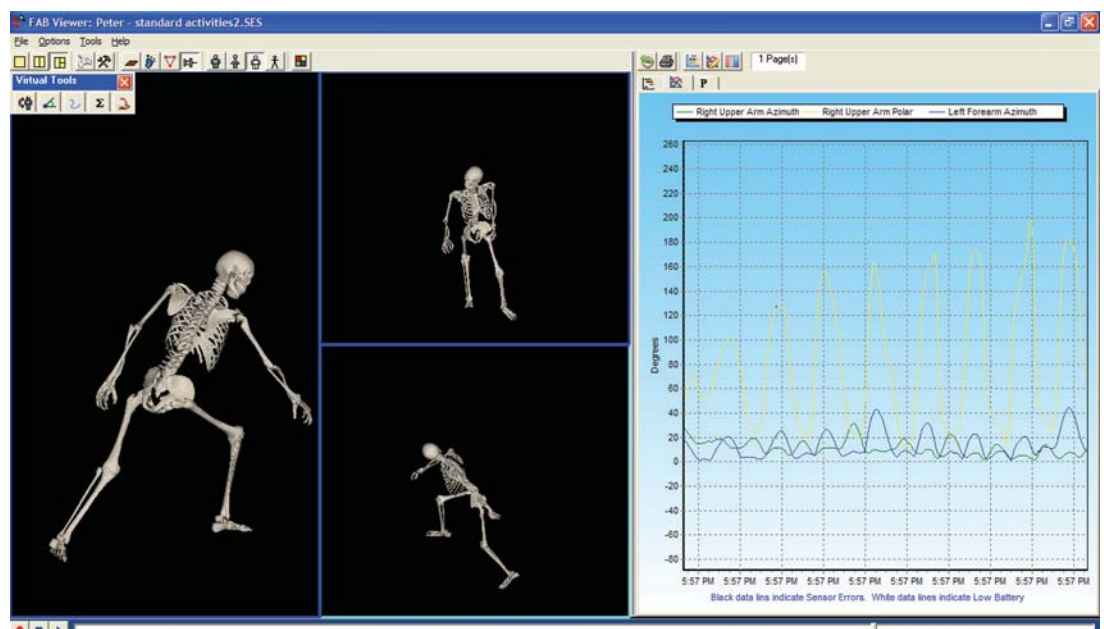 FAB Viewer: Peter - standard activities2.SES
File Options Tools Help
1 Page(s)
Virtual Tools
Σ
P
Right Upper Arm Azimuth Right Upper Arm Polar Left Forearm Azimuth
260
240
220
200
180
160
140
120
100
80
60
40
20
0
-20
-40
-60
-80
Degrees
5:57 PM 5:57 PM 5:57 PM 5:57 PM 5:57 PM 5:57 PM 5:57 PM 5:57 PM 5:57 PM 5:57 PM
Black data lins indicate Sensor Errors. White data lines indicate Low Battery